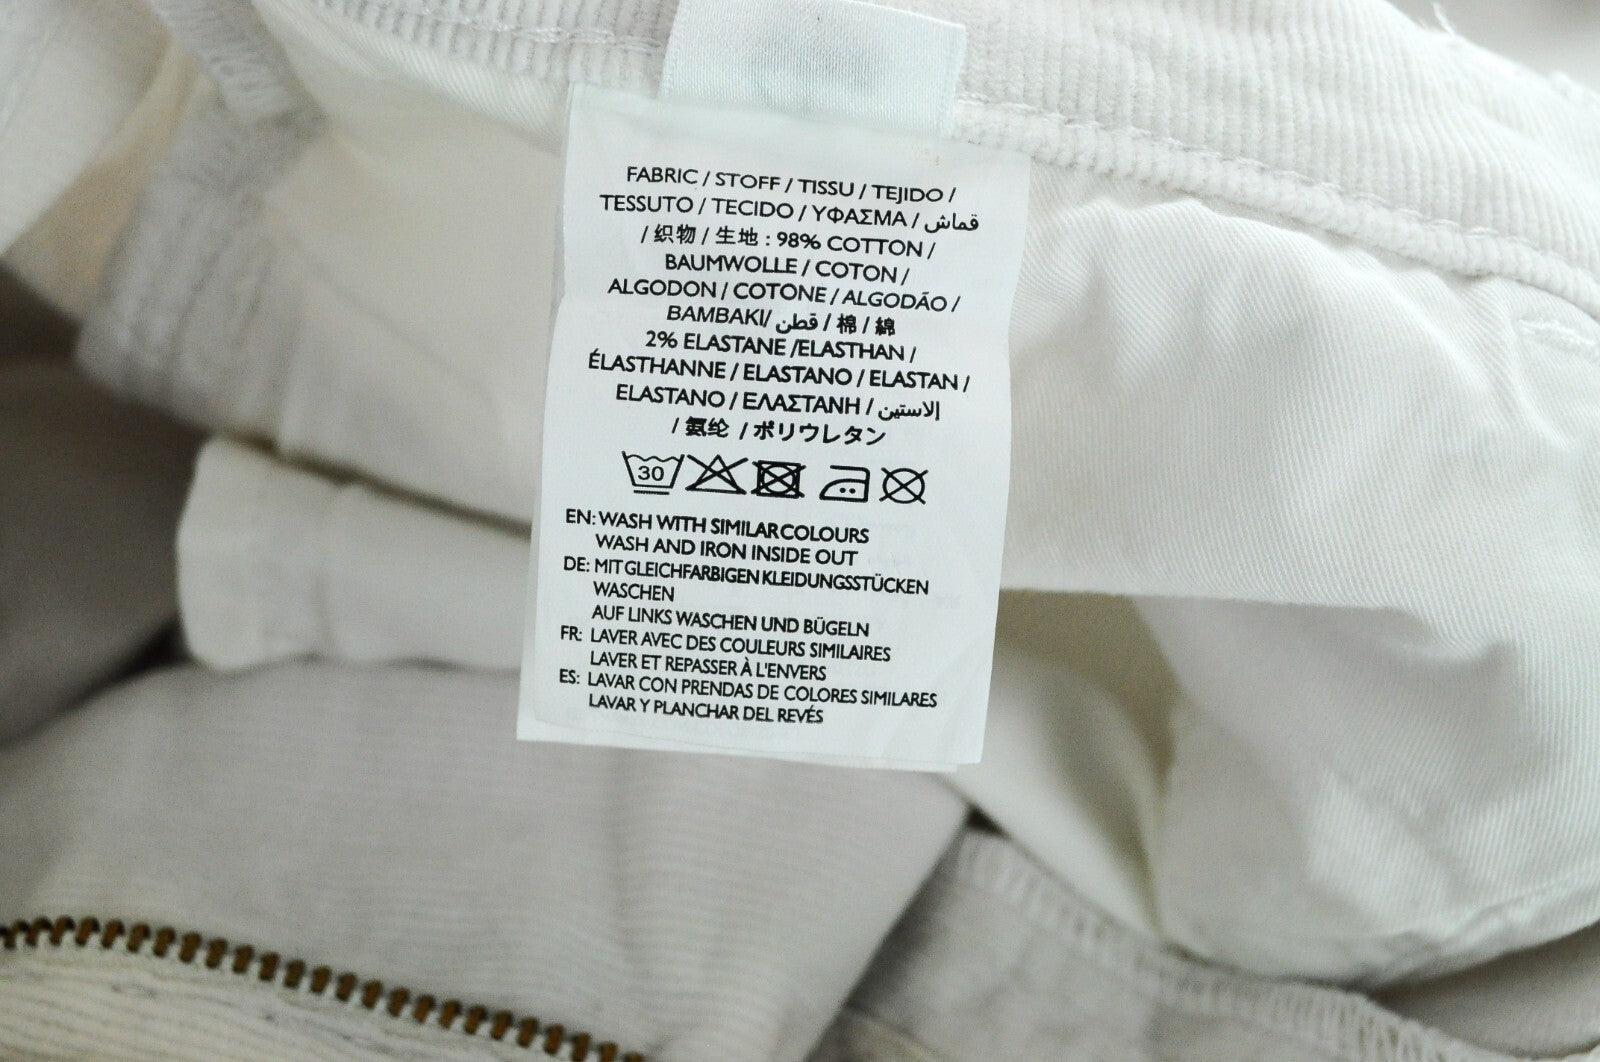 FABRIC / STOFF / TISSU / TEJIDO /
TESSUTO / TECIDO / ΥΦΑΣΜΑ / قماش
/ 织物 / 生地 : 98% COTTON /
BAUMWOLLE / COTON /
ALGODON / COTONE / ALGODÃO /
BAMBAKI/ قطن / 棉 / 綿
2% ELASTANE /ELASTHAN /
ÉLASTHANNE / ELASTANO / ELASTAN /
ELASTANO / ΕΛΑΣΤΑΝΗ / إلاستين
/ 氨纶 / ポリウレタン
30
EN: WASH WITH SIMILAR COLOURS
WASH AND IRON INSIDE OUT
DE: MIT GLEICHFARBIGEN KLEIDUNGSSTÜCKEN
WASCHEN
AUF LINKS WASCHEN UND BÜGELN
FR: LAVER AVEC DES COULEURS SIMILAIRES
LAVER ET REPASSER À L'ENVERS
ES: LAVAR CON PRENDAS DE COLORES SIMILARES
LAVAR Y PLANCHAR DEL REVÉS